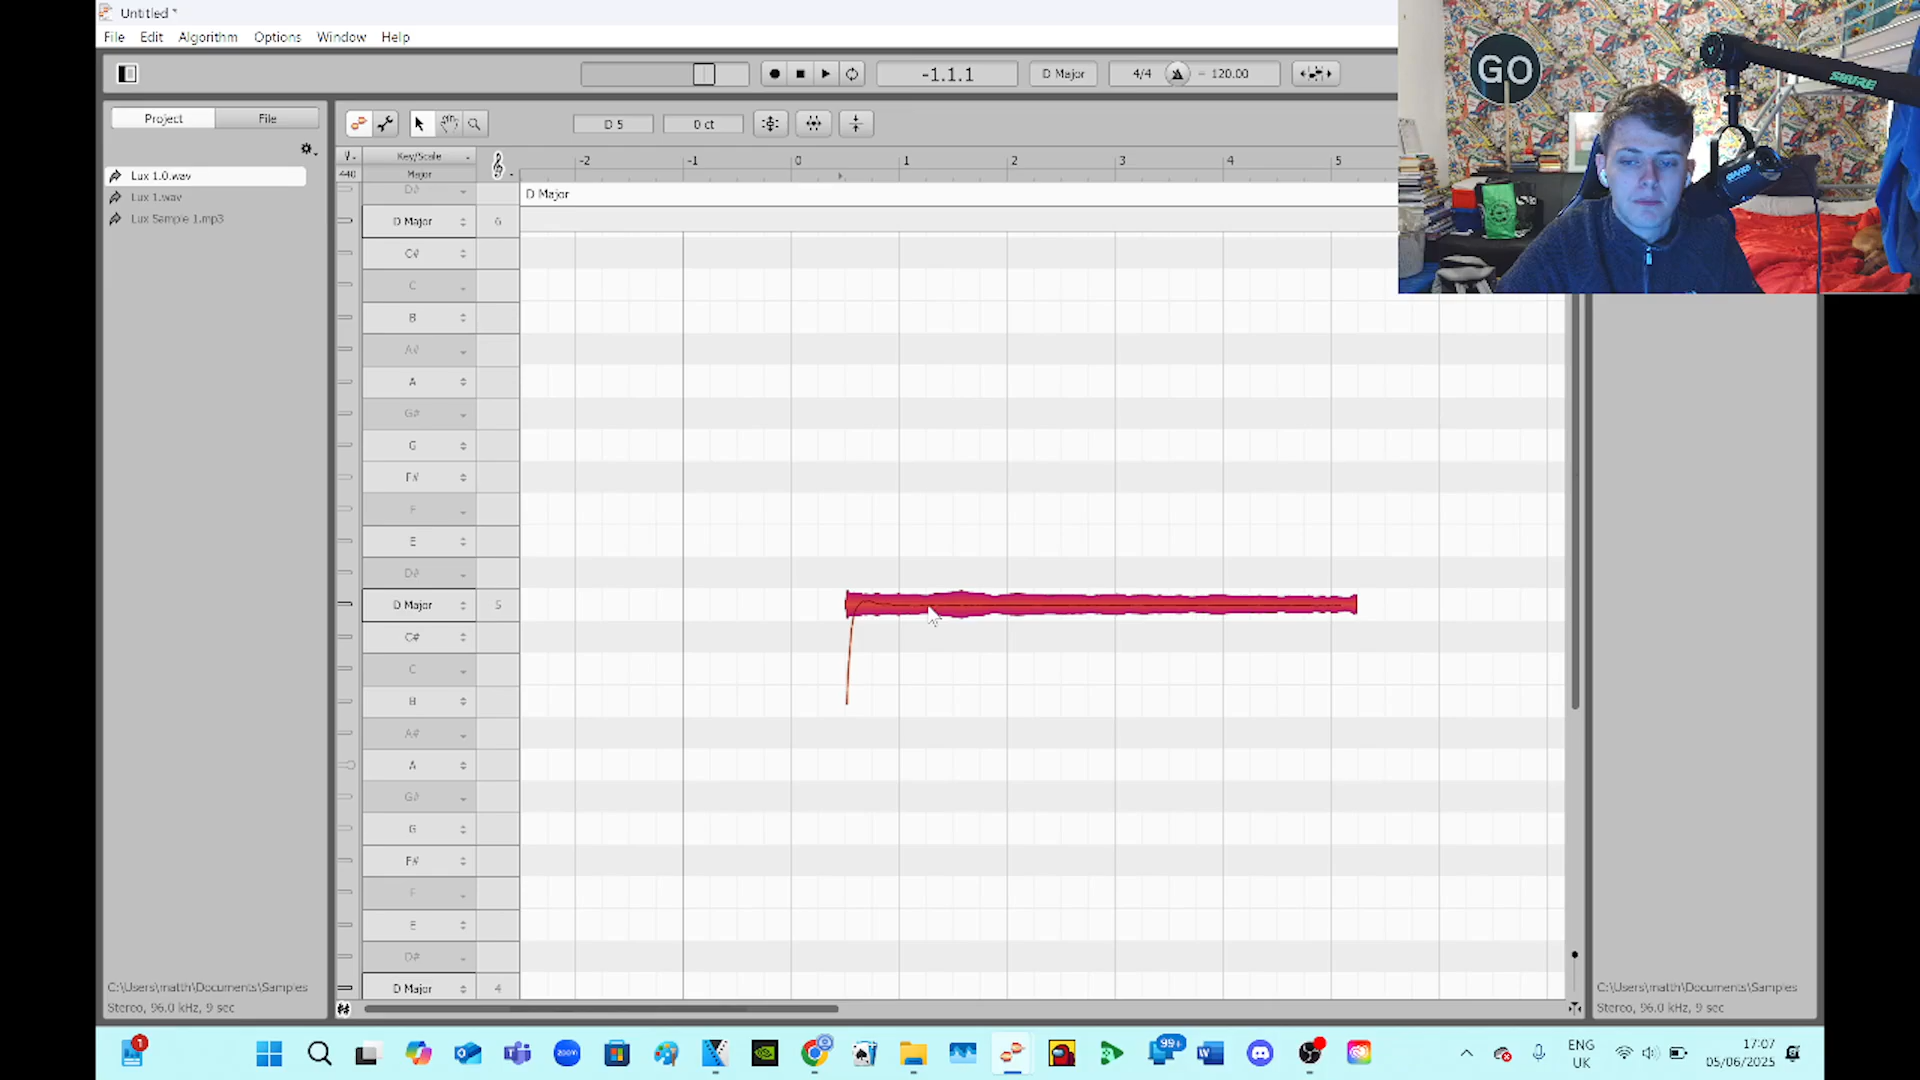 Untitled *
File Edit Algorithm Options Window Help
-1.1.1 D Major 4/4 = 120.00
GO
SHURE
Project File
D 5 0 ct
Lux 1.0.wav
Lux 1.wav
Lux Sample 1.mp3
Key/Scale
440 Major
-2 -1 0 1 2 3 4 5
D Major
D#
D Major 6
C#
C
B
A#
A
G#
G
F#
F
E
D#
D Major 5
C#
C
B
A#
A
G#
G
F#
F
E
D#
D Major 4
C:\Users\matth\Documents\Samples
Stereo, 96.0 kHz, 9 sec
C:\Users\matth\Documents\Samples
Stereo, 96.0 kHz, 9 sec
1
zoom
99+
ENG
UK
17:07
05/06/2025